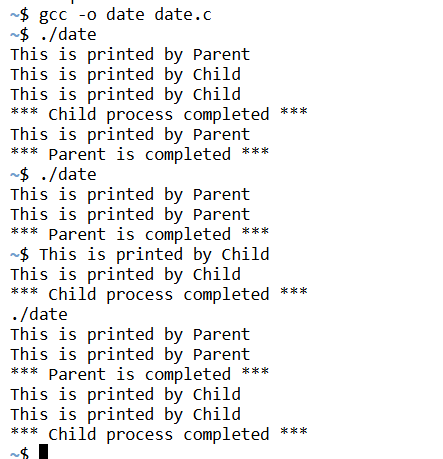 ~$ gcc -o date date.c
~$ ./date
This is printed by Parent
This is printed by Child
This is printed by Child
*** Child process completed ***
This is printed by Parent
*** Parent is completed ***
~$ ./date
This is printed by Parent
This is printed by Parent
*** Parent is completed ***
~$ This is printed by Child
This is printed by Child
*** Child process completed ***
./date
This is printed by Parent
This is printed by Parent
*** Parent is completed ***
This is printed by Child
This is printed by Child
*** Child process completed ***
~$